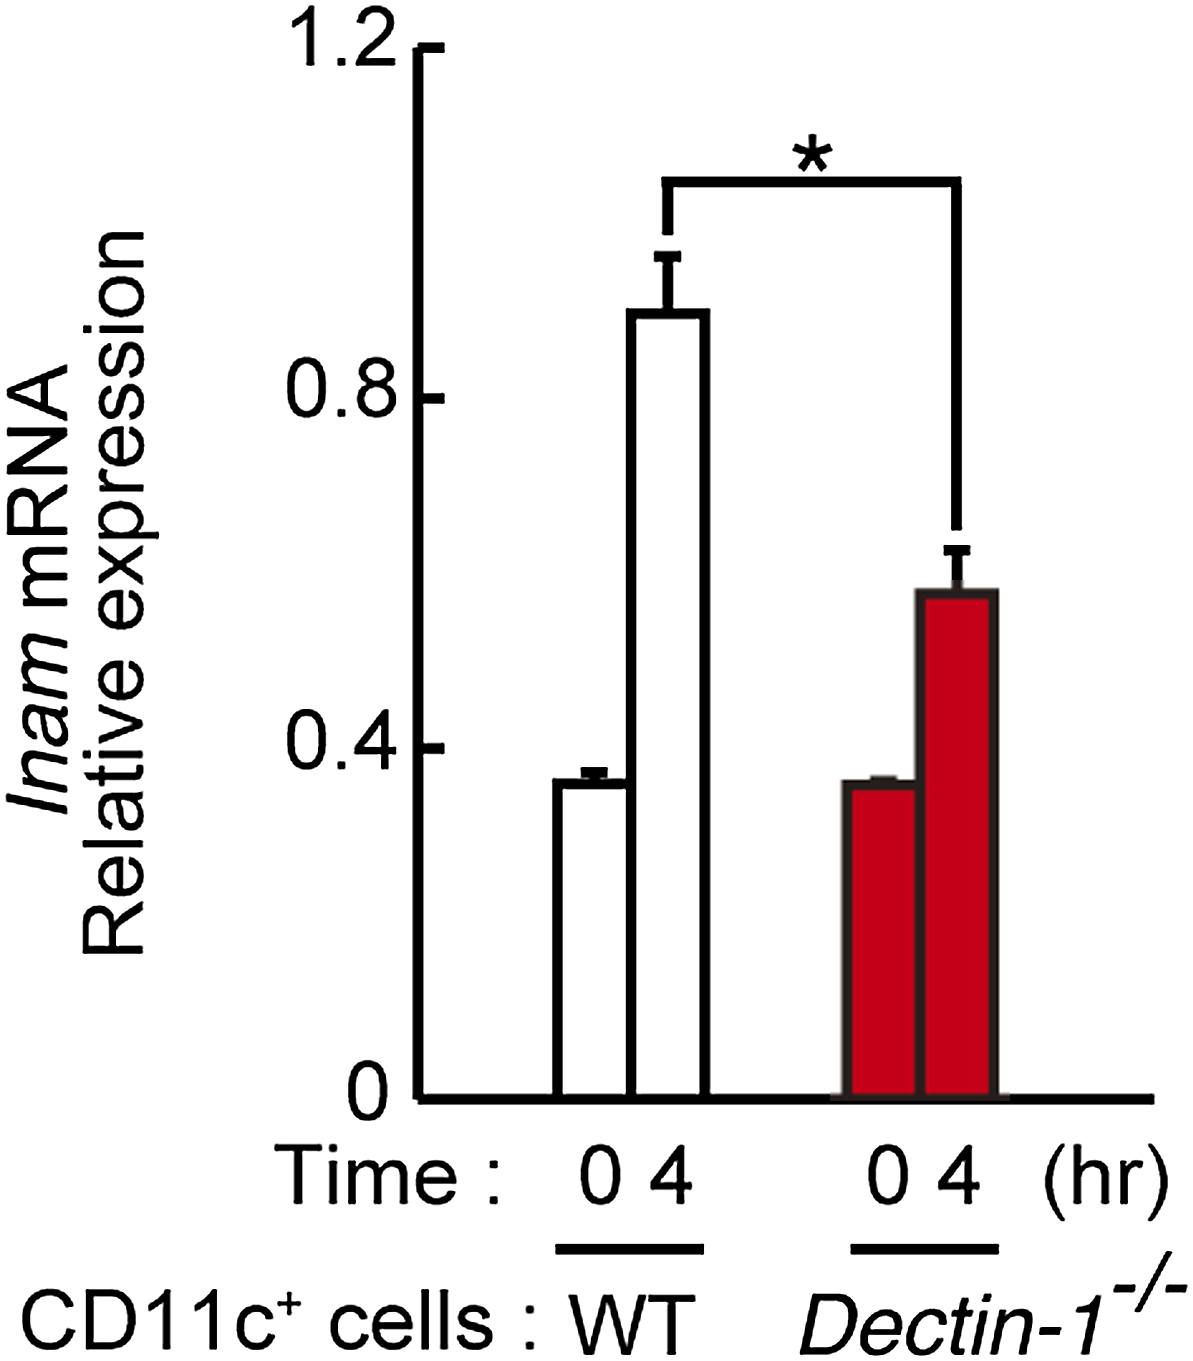 Inam mRNA
Relative expression
1.2
0.8
0.4
0
*
Time : 0 4 0 4 (hr)
CD11c⁺ cells : WT Dectin-1⁻/⁻